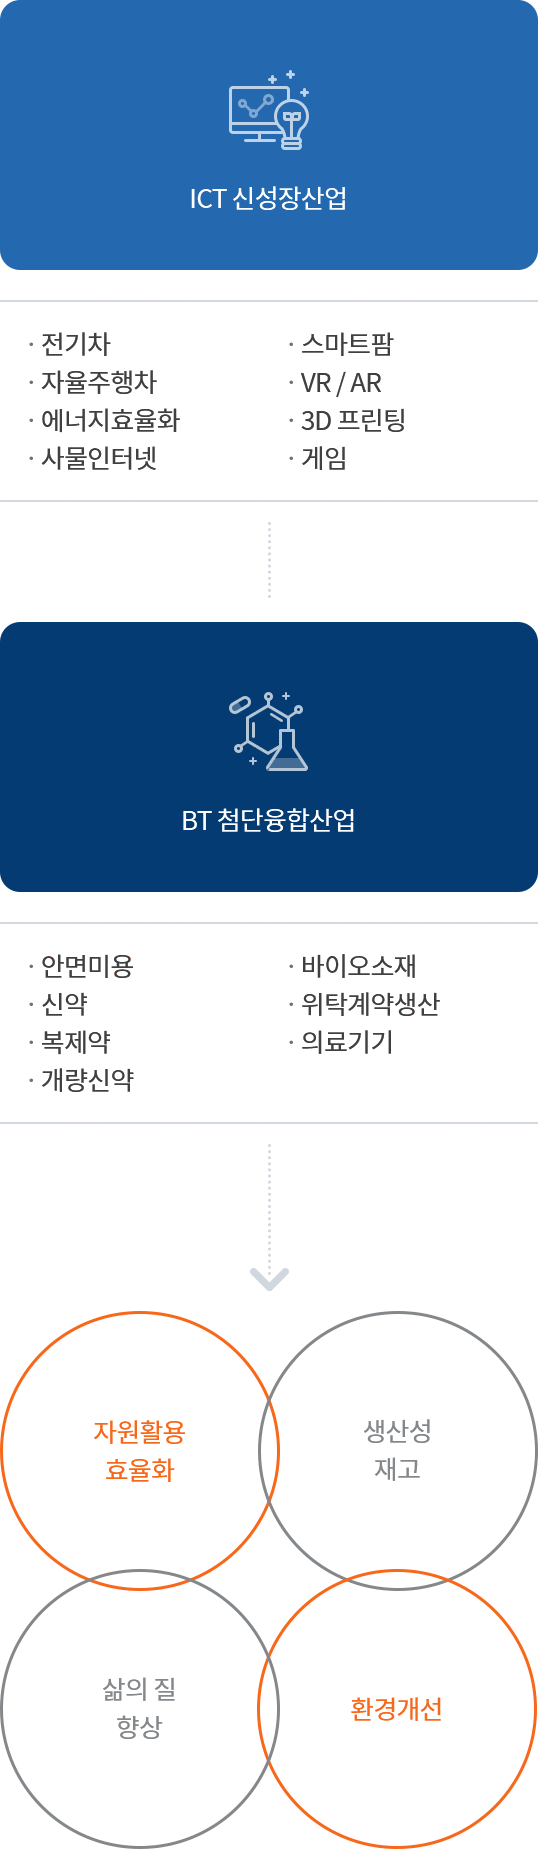 ICT 신성장산업
· 전기차
· 자율주행차
· 에너지효율화
· 사물인터넷
· 스마트팜
· VR / AR
· 3D 프린팅
· 게임
BT 첨단융합산업
· 안면미용
· 신약
· 복제약
· 개량신약
· 바이오소재
· 위탁계약생산
· 의료기기
자원활용
효율화
생산성
재고
삶의 질
향상
환경개선